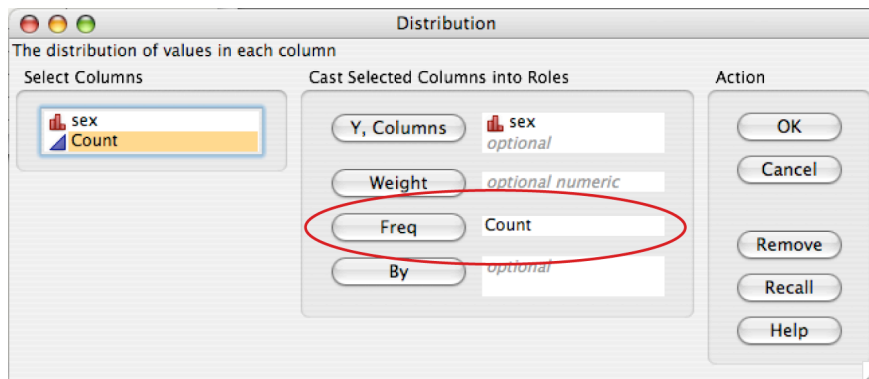 Distribution
The distribution of values in each column
Select Columns
sex
Count
Cast Selected Columns into Roles
Y, Columns
sex
optional
Weight
optional numeric
Freq
Count
By
optional
Action
OK
Cancel
Remove
Recall
Help